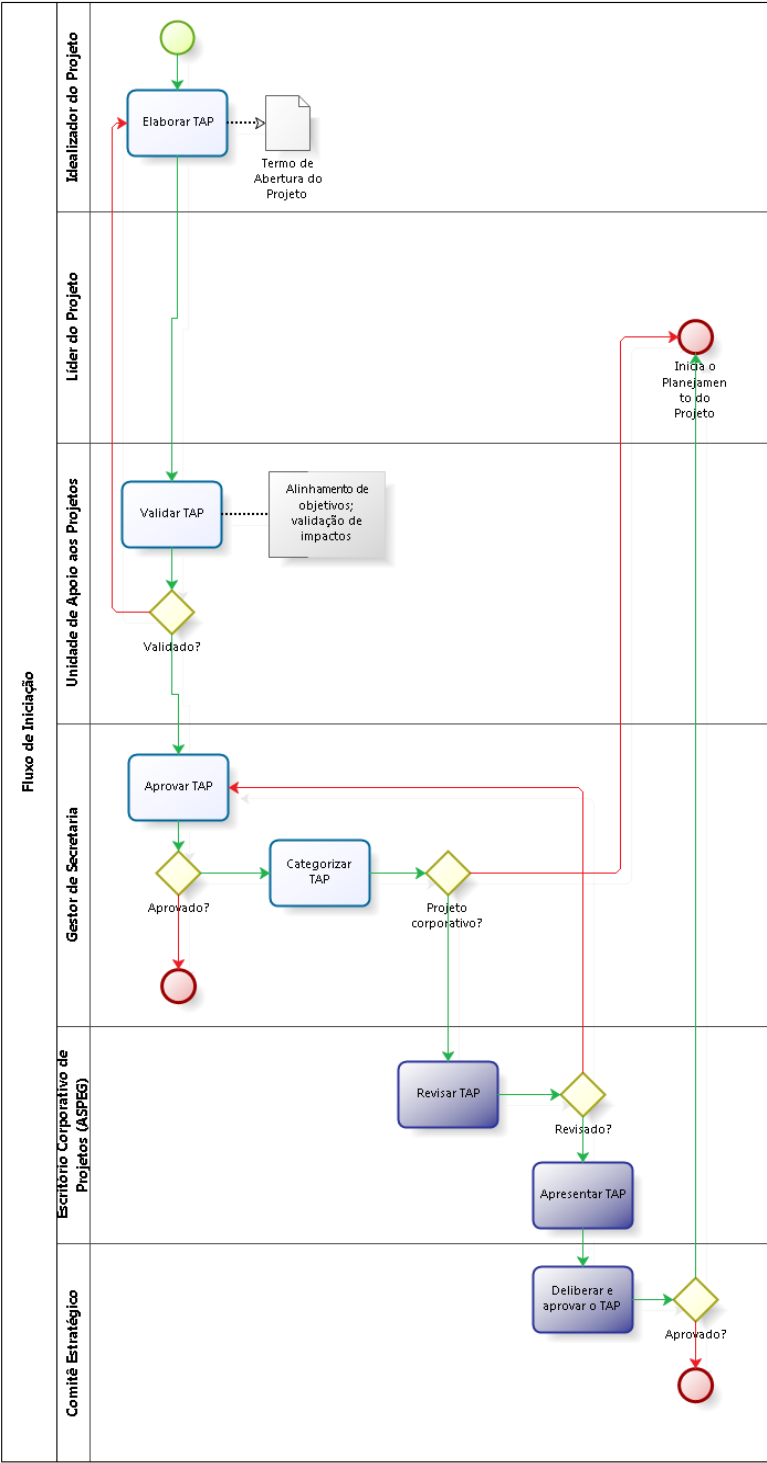 Fluxo de Iniciação
Idealizador do Projeto
Elaborar TAP
Termo de
Abertura do
Projeto
Líder do Projeto
Inicia o
Planejamen
to do
Projeto
Unidade de Apoio aos Projetos
Validar TAP
Alinhamento de
objetivos;
validação de
impactos
Validado?
Gestor de Secretaria
Aprovar TAP
Aprovado?
Categorizar
TAP
Projeto
corporativo?
Escritório Corporativo de
Projetos (ASPEG)
Revisar TAP
Revisado?
Apresentar TAP
Comitê Estratégico
Deliberar e
aprovar o TAP
Aprovado?